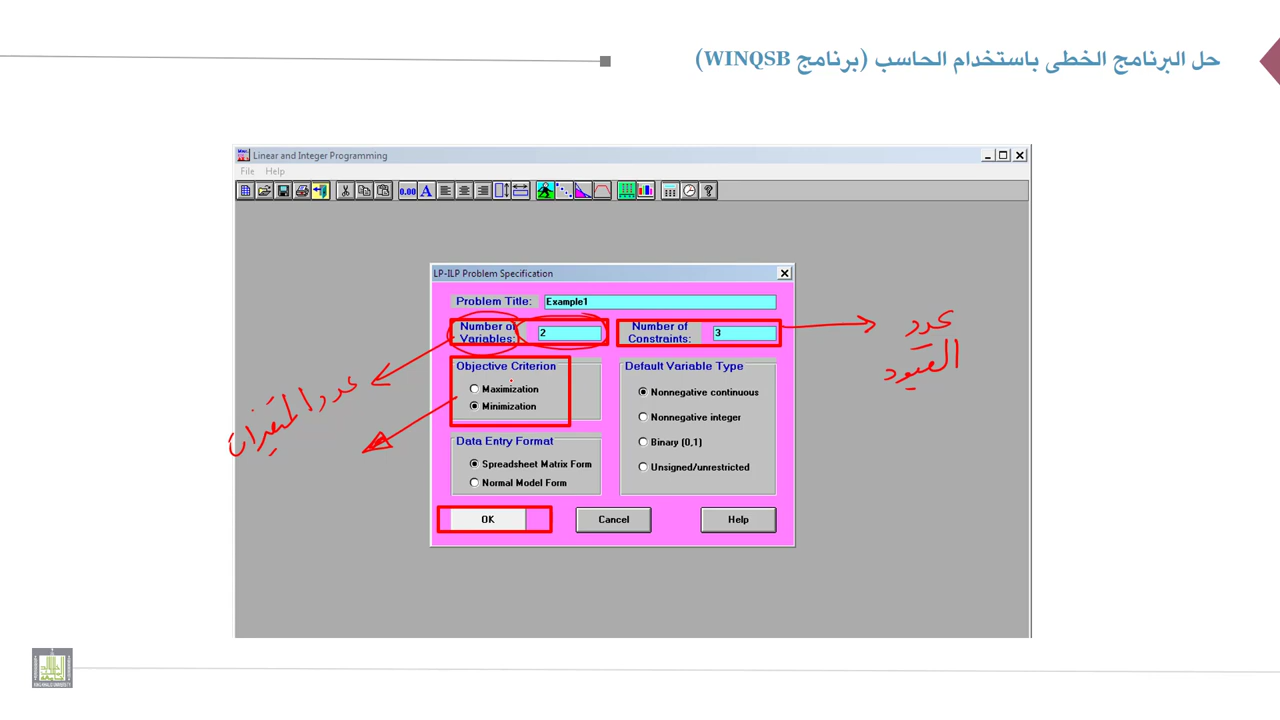 حل البرنامج الخطى باستخدام الحاسب (برنامج WINQSB)
Linear and Integer Programming
File Help
0.00 A
LP-ILP Problem Specification
Problem Title: Example1
Number of Variables: 2
Number of Constraints: 3
عدد
القيود
عدد المتغيرات
Objective Criterion
Maximization
Minimization
Default Variable Type
Nonnegative continuous
Nonnegative integer
Binary (0,1)
Unsigned/unrestricted
Data Entry Format
Spreadsheet Matrix Form
Normal Model Form
OK Cancel Help